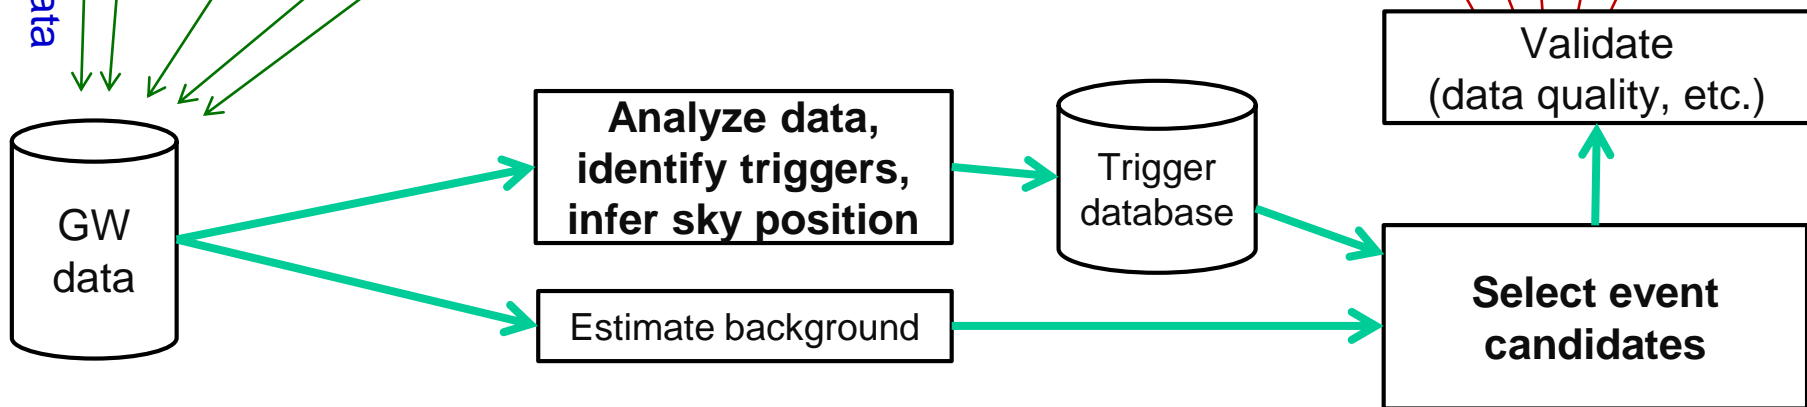 ata
GW
data
Analyze data,
identify triggers,
infer sky position
Estimate background
Trigger
database
Validate
(data quality, etc.)
Select event
candidates